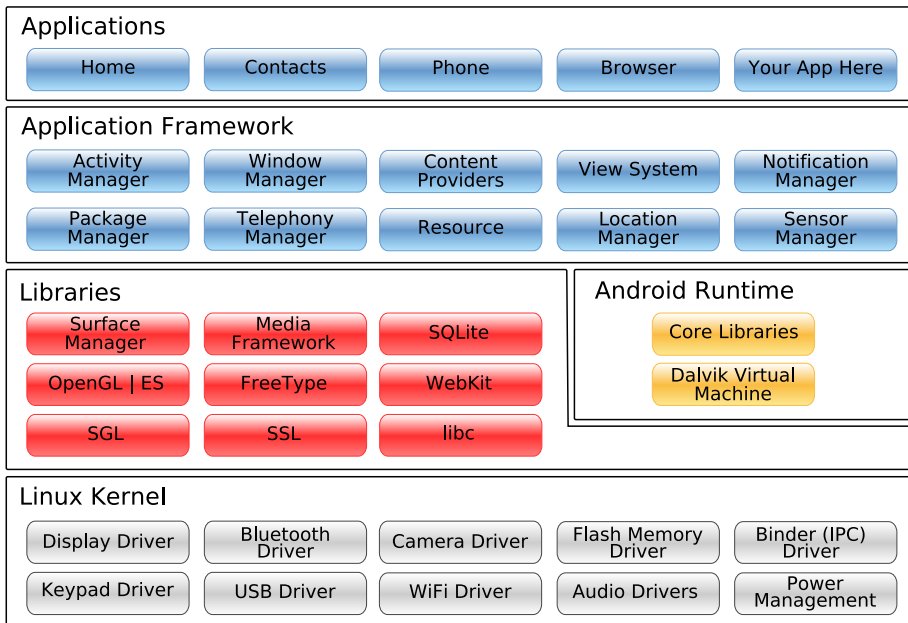 Applications
Home
Contacts
Phone
Browser
Your App Here
Application Framework
Activity
Manager
Window
Manager
Content
Providers
View System
Notification
Manager
Package
Manager
Telephony
Manager
Resource
Location
Manager
Sensor
Manager
Libraries
Surface
Manager
Media
Framework
SQLite
OpenGL | ES
FreeType
WebKit
SGL
SSL
libc
Android Runtime
Core Libraries
Dalvik Virtual
Machine
Linux Kernel
Display Driver
Bluetooth
Driver
Camera Driver
Flash Memory
Driver
Binder (IPC)
Driver
Keypad Driver
USB Driver
WiFi Driver
Audio Drivers
Power
Management